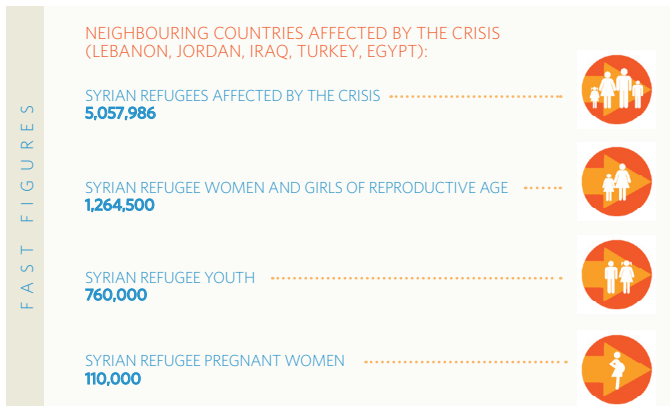 FAST FIGURES
NEIGHBOURING COUNTRIES AFFECTED BY THE CRISIS
(LEBANON, JORDAN, IRAQ, TURKEY, EGYPT):
SYRIAN REFUGEES AFFECTED BY THE CRISIS
5,057,986
SYRIAN REFUGEE WOMEN AND GIRLS OF REPRODUCTIVE AGE
1,264,500
SYRIAN REFUGEE YOUTH
760,000
SYRIAN REFUGEE PREGNANT WOMEN
110,000